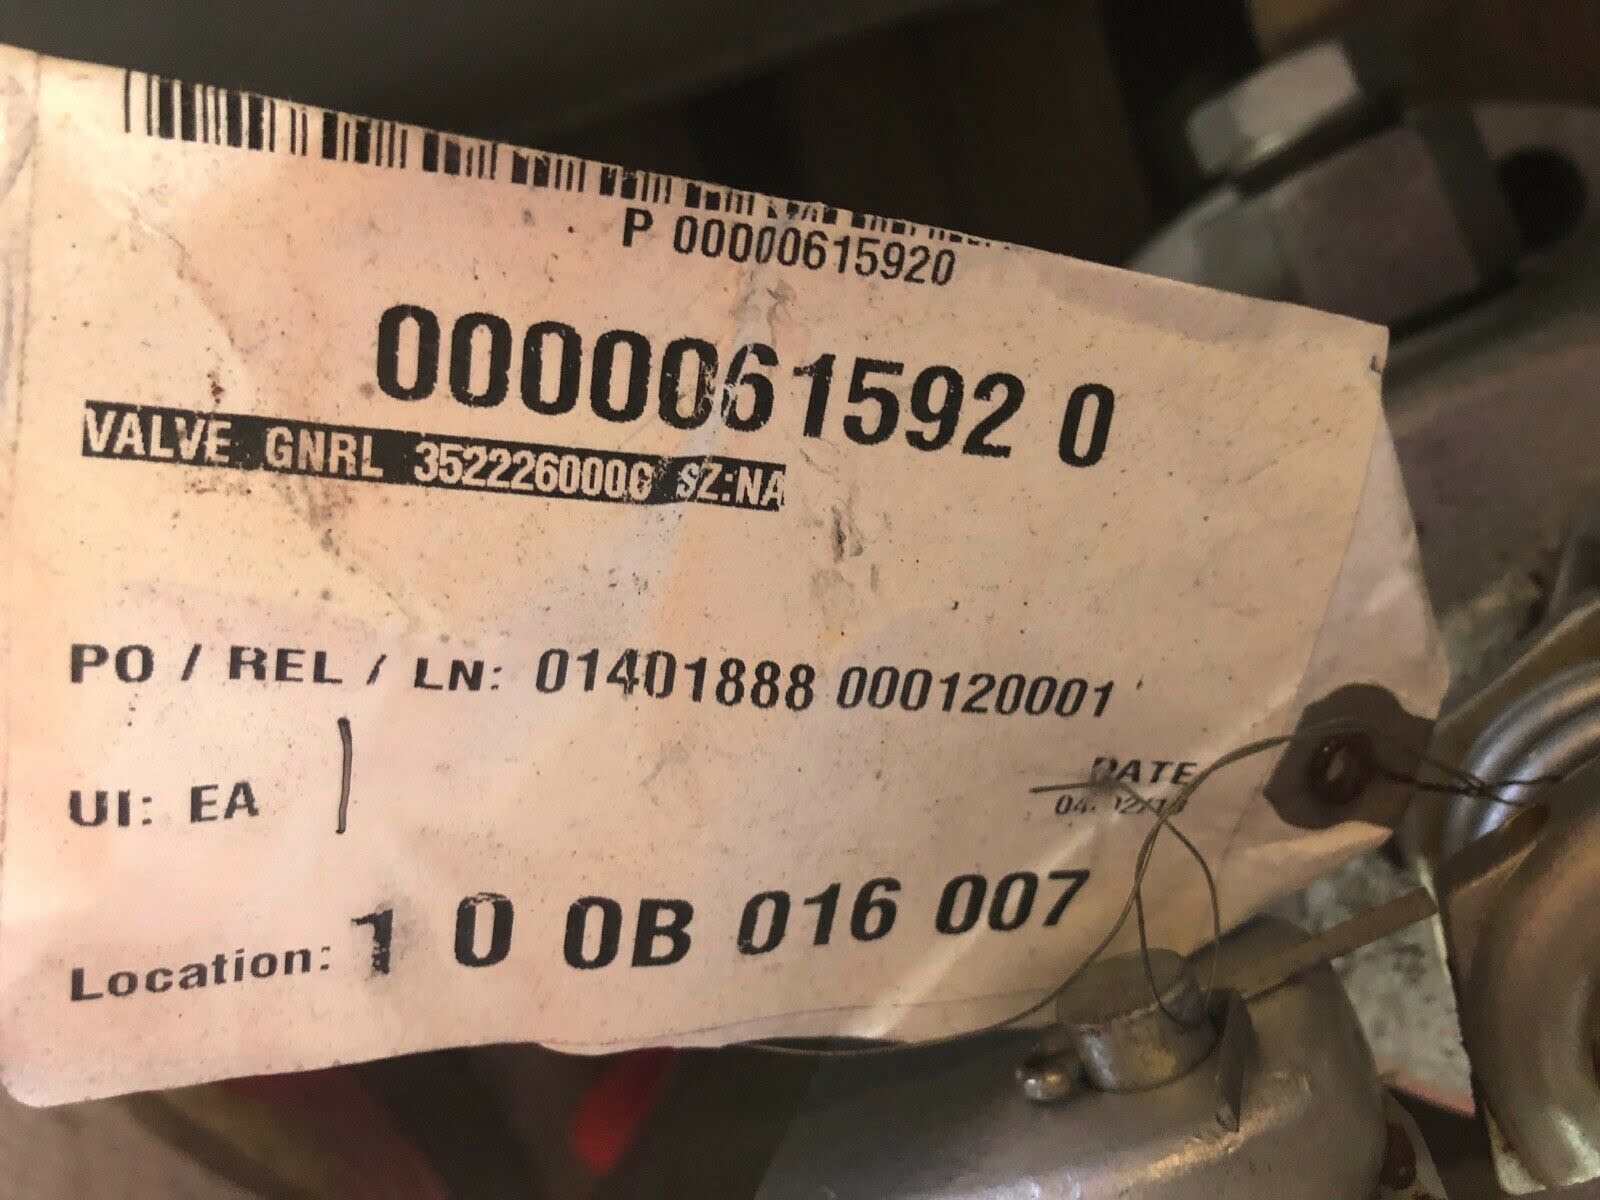 P 00000615920
0000061592 0
VALVE GNRL 352226000G SZ:NA
PO / REL / LN: 01401888 000120001
UI: EA
DATE
Location: 1 0 0B 016 007